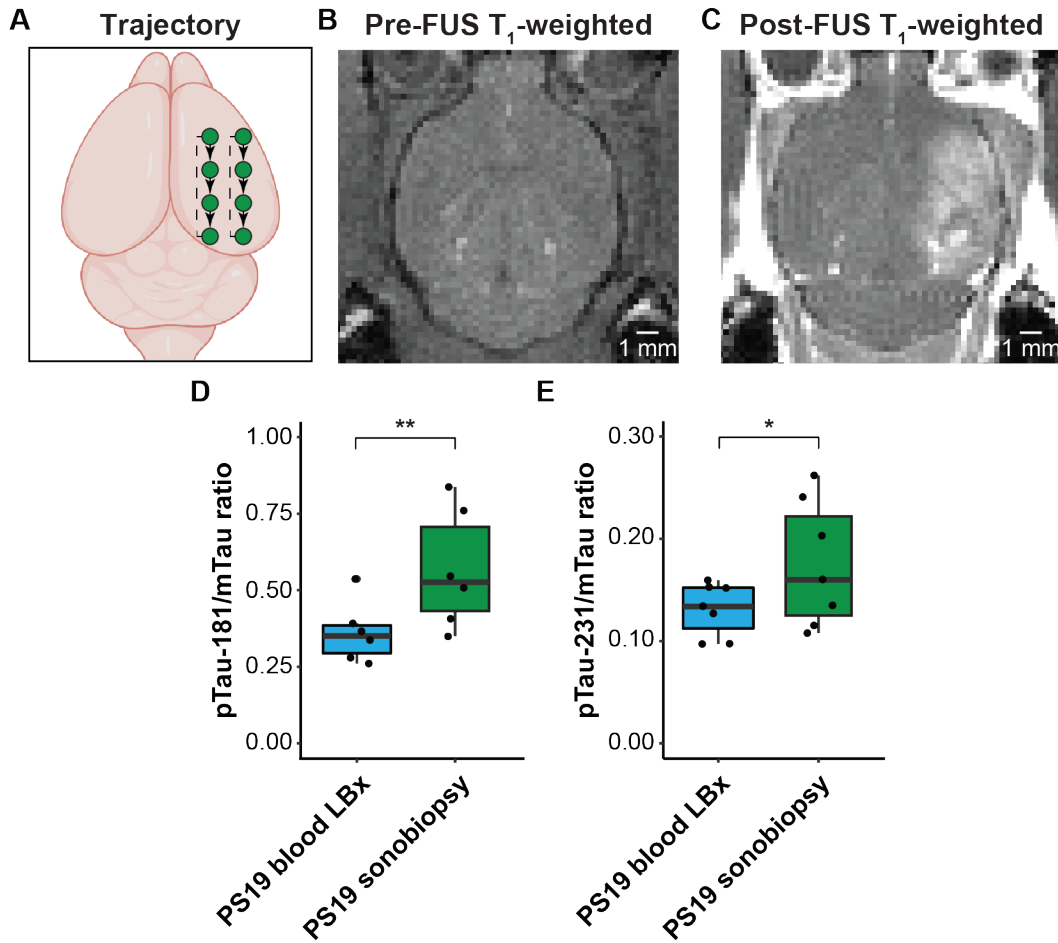 A Trajectory
B Pre-FUS T1-weighted
C Post-FUS T1-weighted
1 mm
1 mm
D
E
**
*
1.00
0.75
0.50
0.25
0.00
pTau-181/mTau ratio
0.30
0.20
0.10
0.00
pTau-231/mTau ratio
PS19 blood LBx
PS19 sonobiopsy
PS19 blood LBx
PS19 sonobiopsy